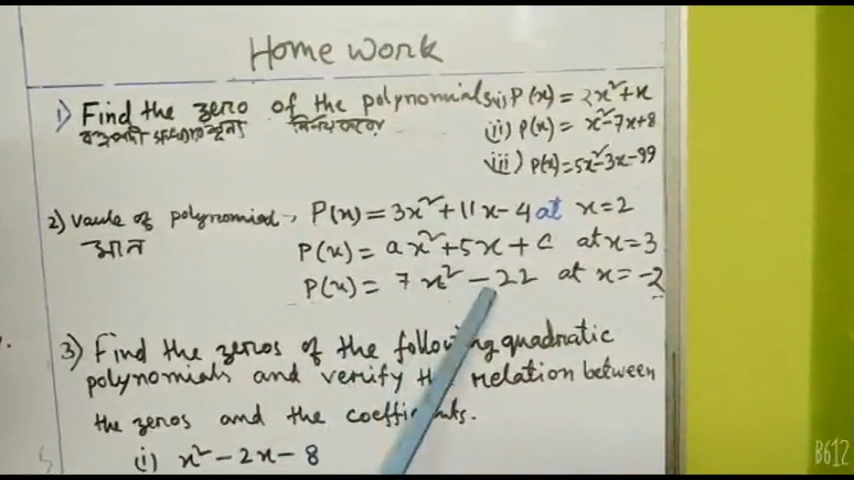 Home work
1) Find the zero of the polynomials i) P(x) = 2x²+x
(ii) P(x) = x²-7x+8
(iii) P(x)=5x²-3x-99
2) Vaule of polynomial, P(x) = 3x²+11x-4 at x=2
মান P(x) = ax²+5x+c at x=3
P(x) = 7x²-22 at x=-2
3) Find the zeros of the following quadratic
polynomials and verify the relation between
the zeros and the coefficients.
(i) x²-2x-8
B612